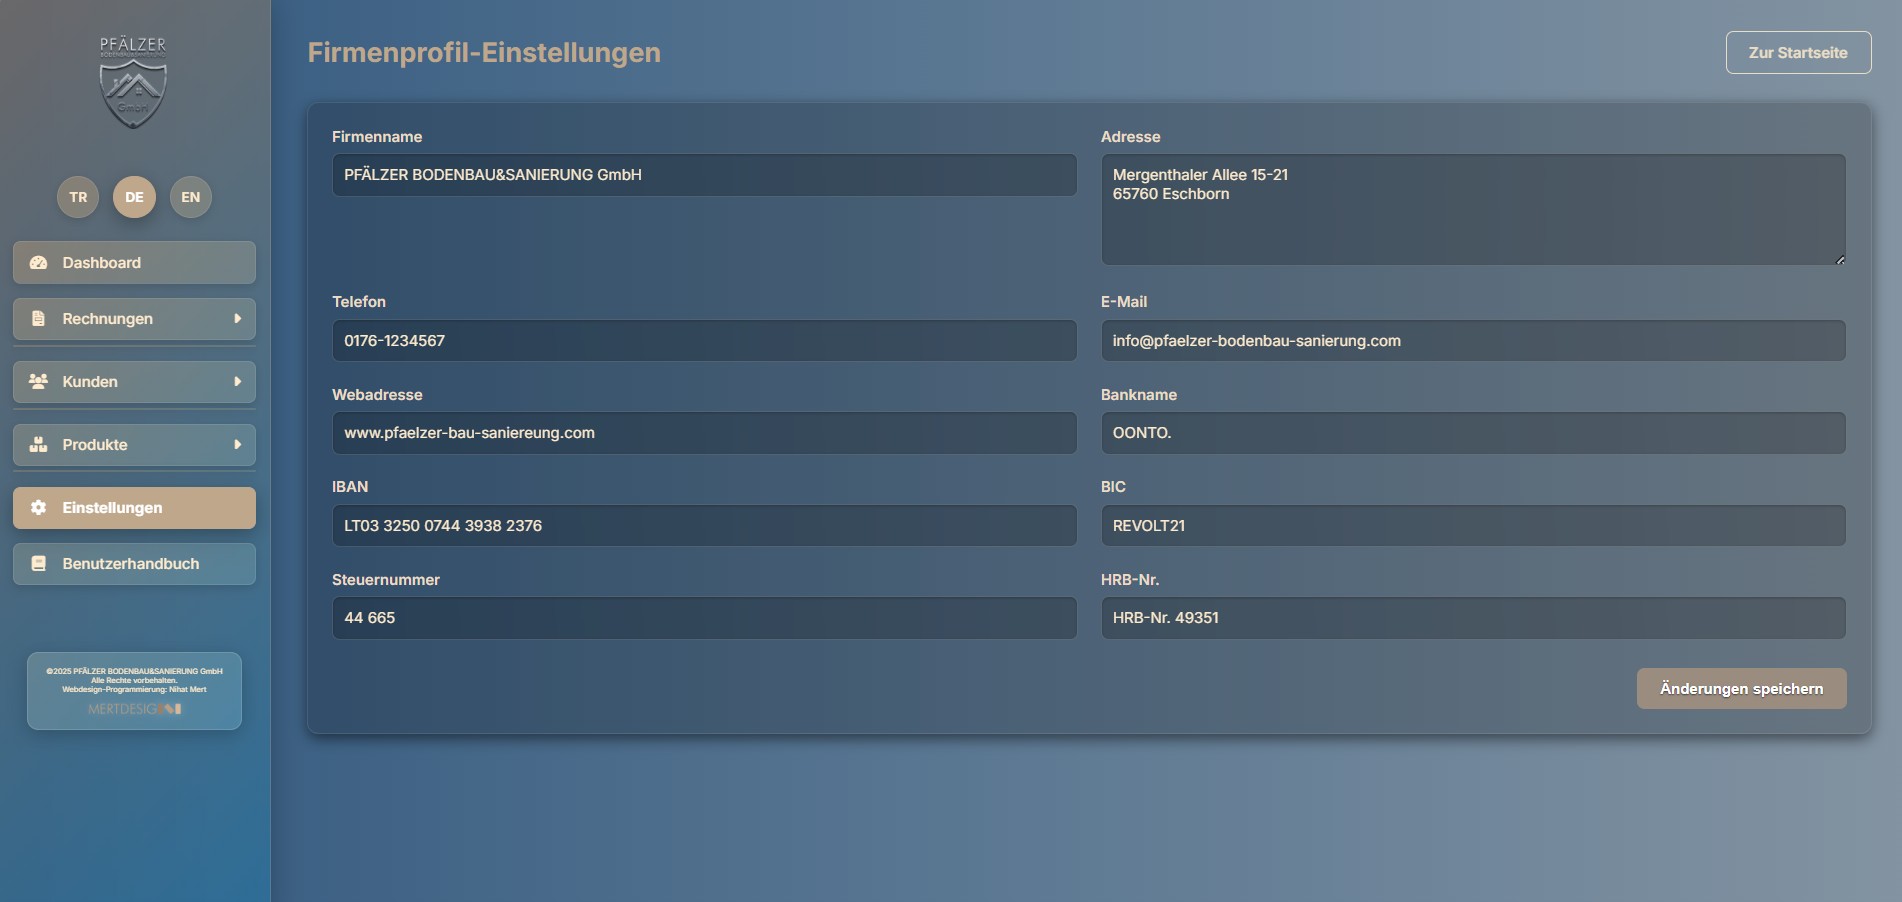 PFÄLZER
BODENBAU&SANIERUNG
GmbH
TR
DE
EN
Dashboard
Rechnungen
Kunden
Produkte
Einstellungen
Benutzerhandbuch
©2025 PFÄLZER BODENBAU&SANIERUNG GmbH
Alle Rechte vorbehalten.
Webdesign-Programmierung: Nihat Mert
MERTDESIGN
Firmenprofil-Einstellungen
Zur Startseite
Firmenname
PFÄLZER BODENBAU&SANIERUNG GmbH
Adresse
Mergenthaler Allee 15-21
65760 Eschborn
Telefon
0176-1234567
E-Mail
info@pfaelzer-bodenbau-sanierung.com
Webadresse
www.pfaelzer-bau-saniereung.com
Bankname
OONTO.
IBAN
LT03 3250 0744 3938 2376
BIC
REVOLT21
Steuernummer
44 665
HRB-Nr.
HRB-Nr. 49351
Änderungen speichern